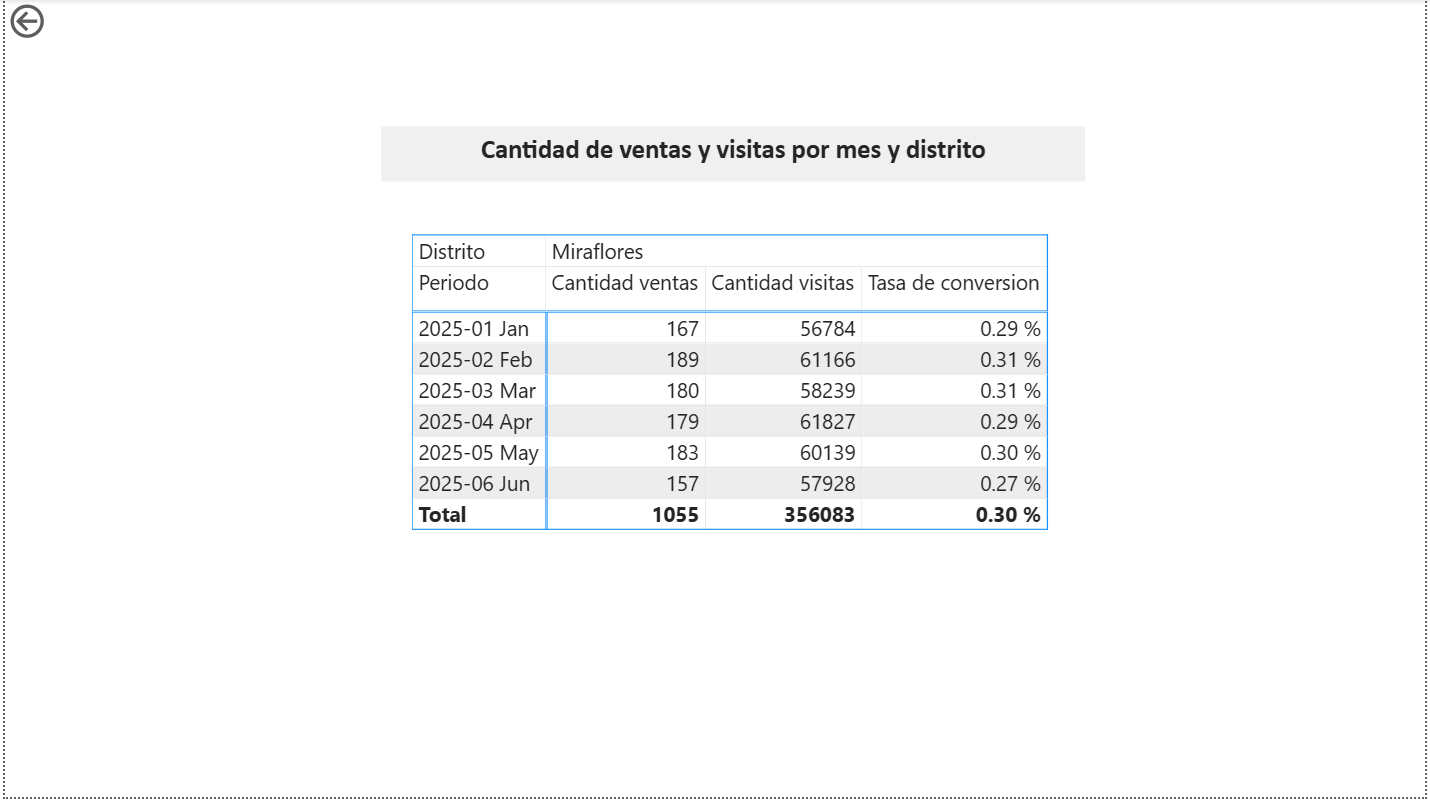 Cantidad de ventas y visitas por mes y distrito
Distrito Miraflores
Periodo Cantidad ventas Cantidad visitas Tasa de conversion
2025-01 Jan 167 56784 0.29 %
2025-02 Feb 189 61166 0.31 %
2025-03 Mar 180 58239 0.31 %
2025-04 Apr 179 61827 0.29 %
2025-05 May 183 60139 0.30 %
2025-06 Jun 157 57928 0.27 %
Total 1055 356083 0.30 %